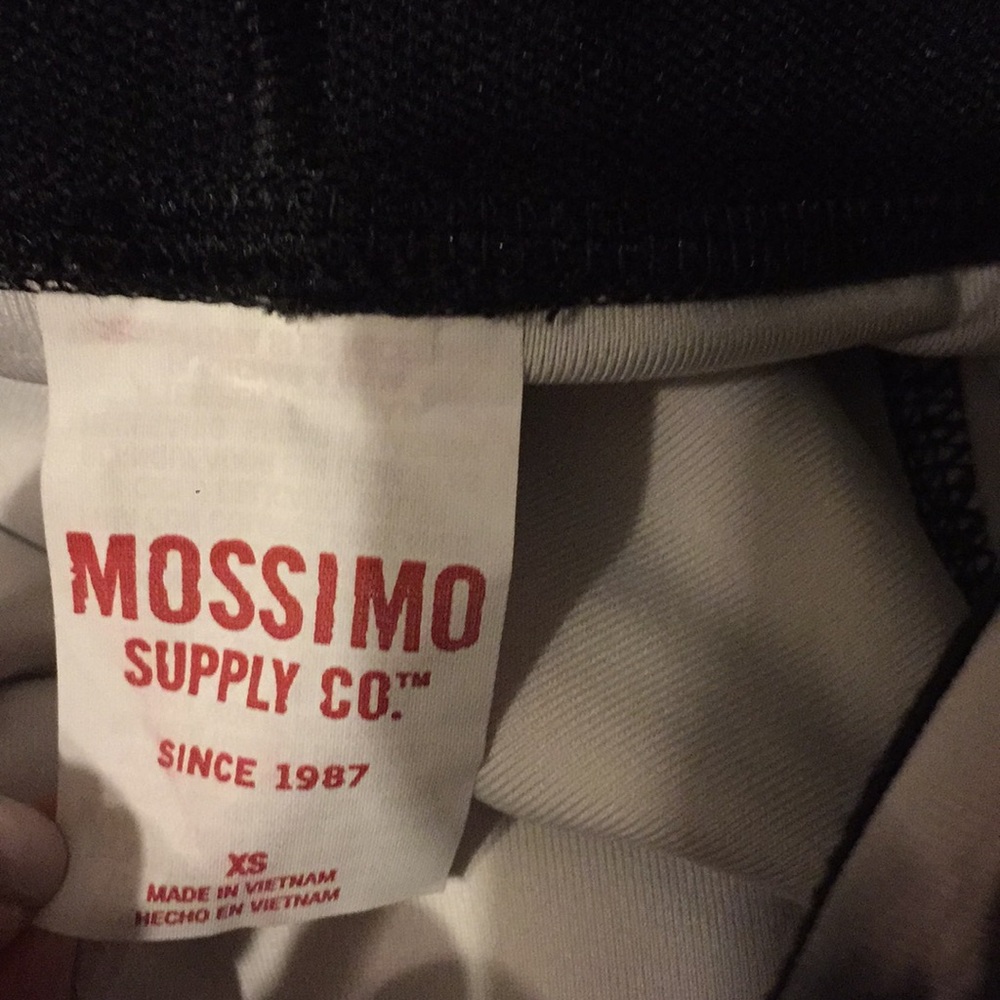 MOSSIMO
SUPPLY CO.™
SINCE 1987
XS
MADE IN VIETNAM
HECHO EN VIETNAM